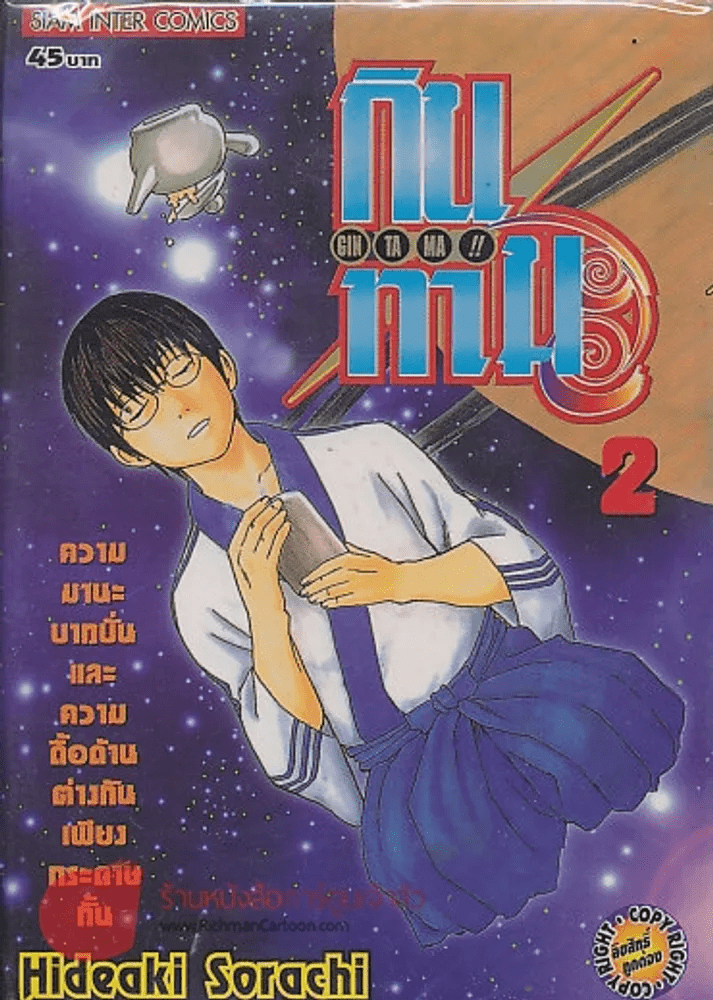 SIAM INTER COMICS
45 บาท
กิน
GIN TA MA !!
ทามะ
2
ความ
มานะ
บากบั่น
และ
ความ
ดื้อด้าน
ต่างกัน
เพียง
กระดาษ
กั้น
ร้านหนังสือ
www.RichmanCartoon.com
Hideaki Sorachi
COPYRIGHT • COPYRIGHT •
ลิขสิทธิ์
ถูกต้อง